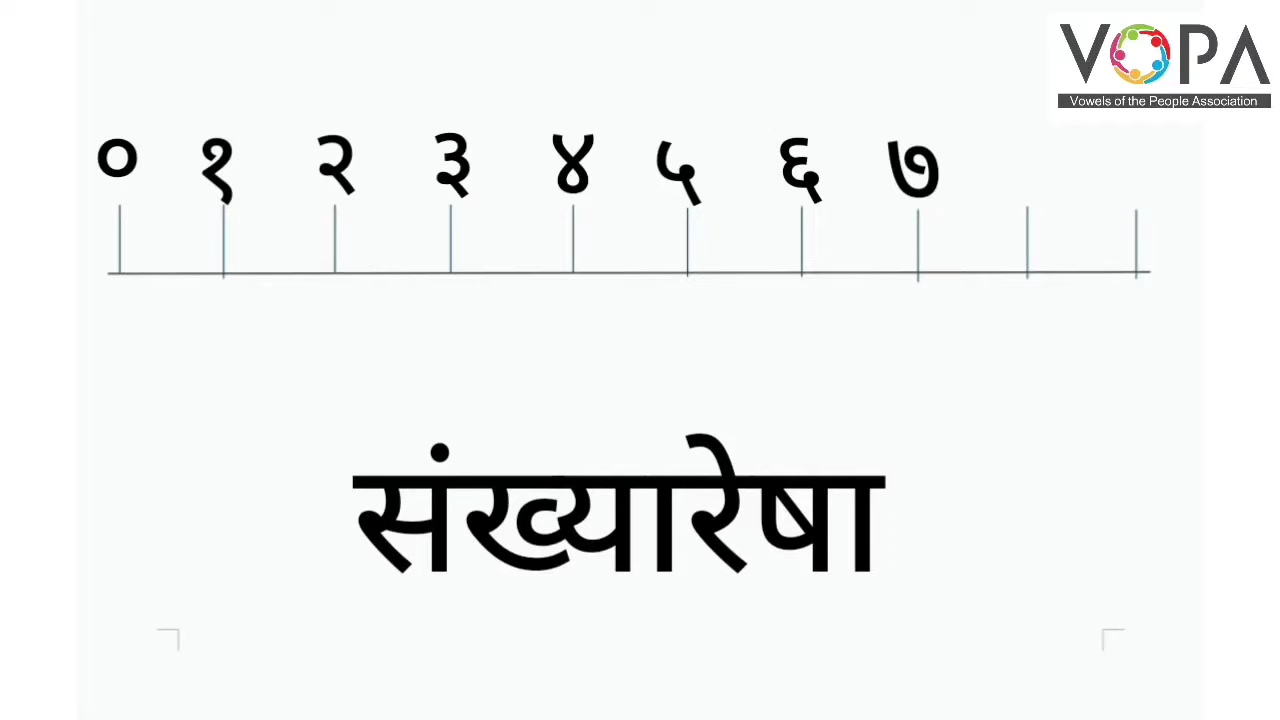 VOPA
Vowels of the People Association
० १ २ ३ ४ ५ ६ ७
संख्यारेषा